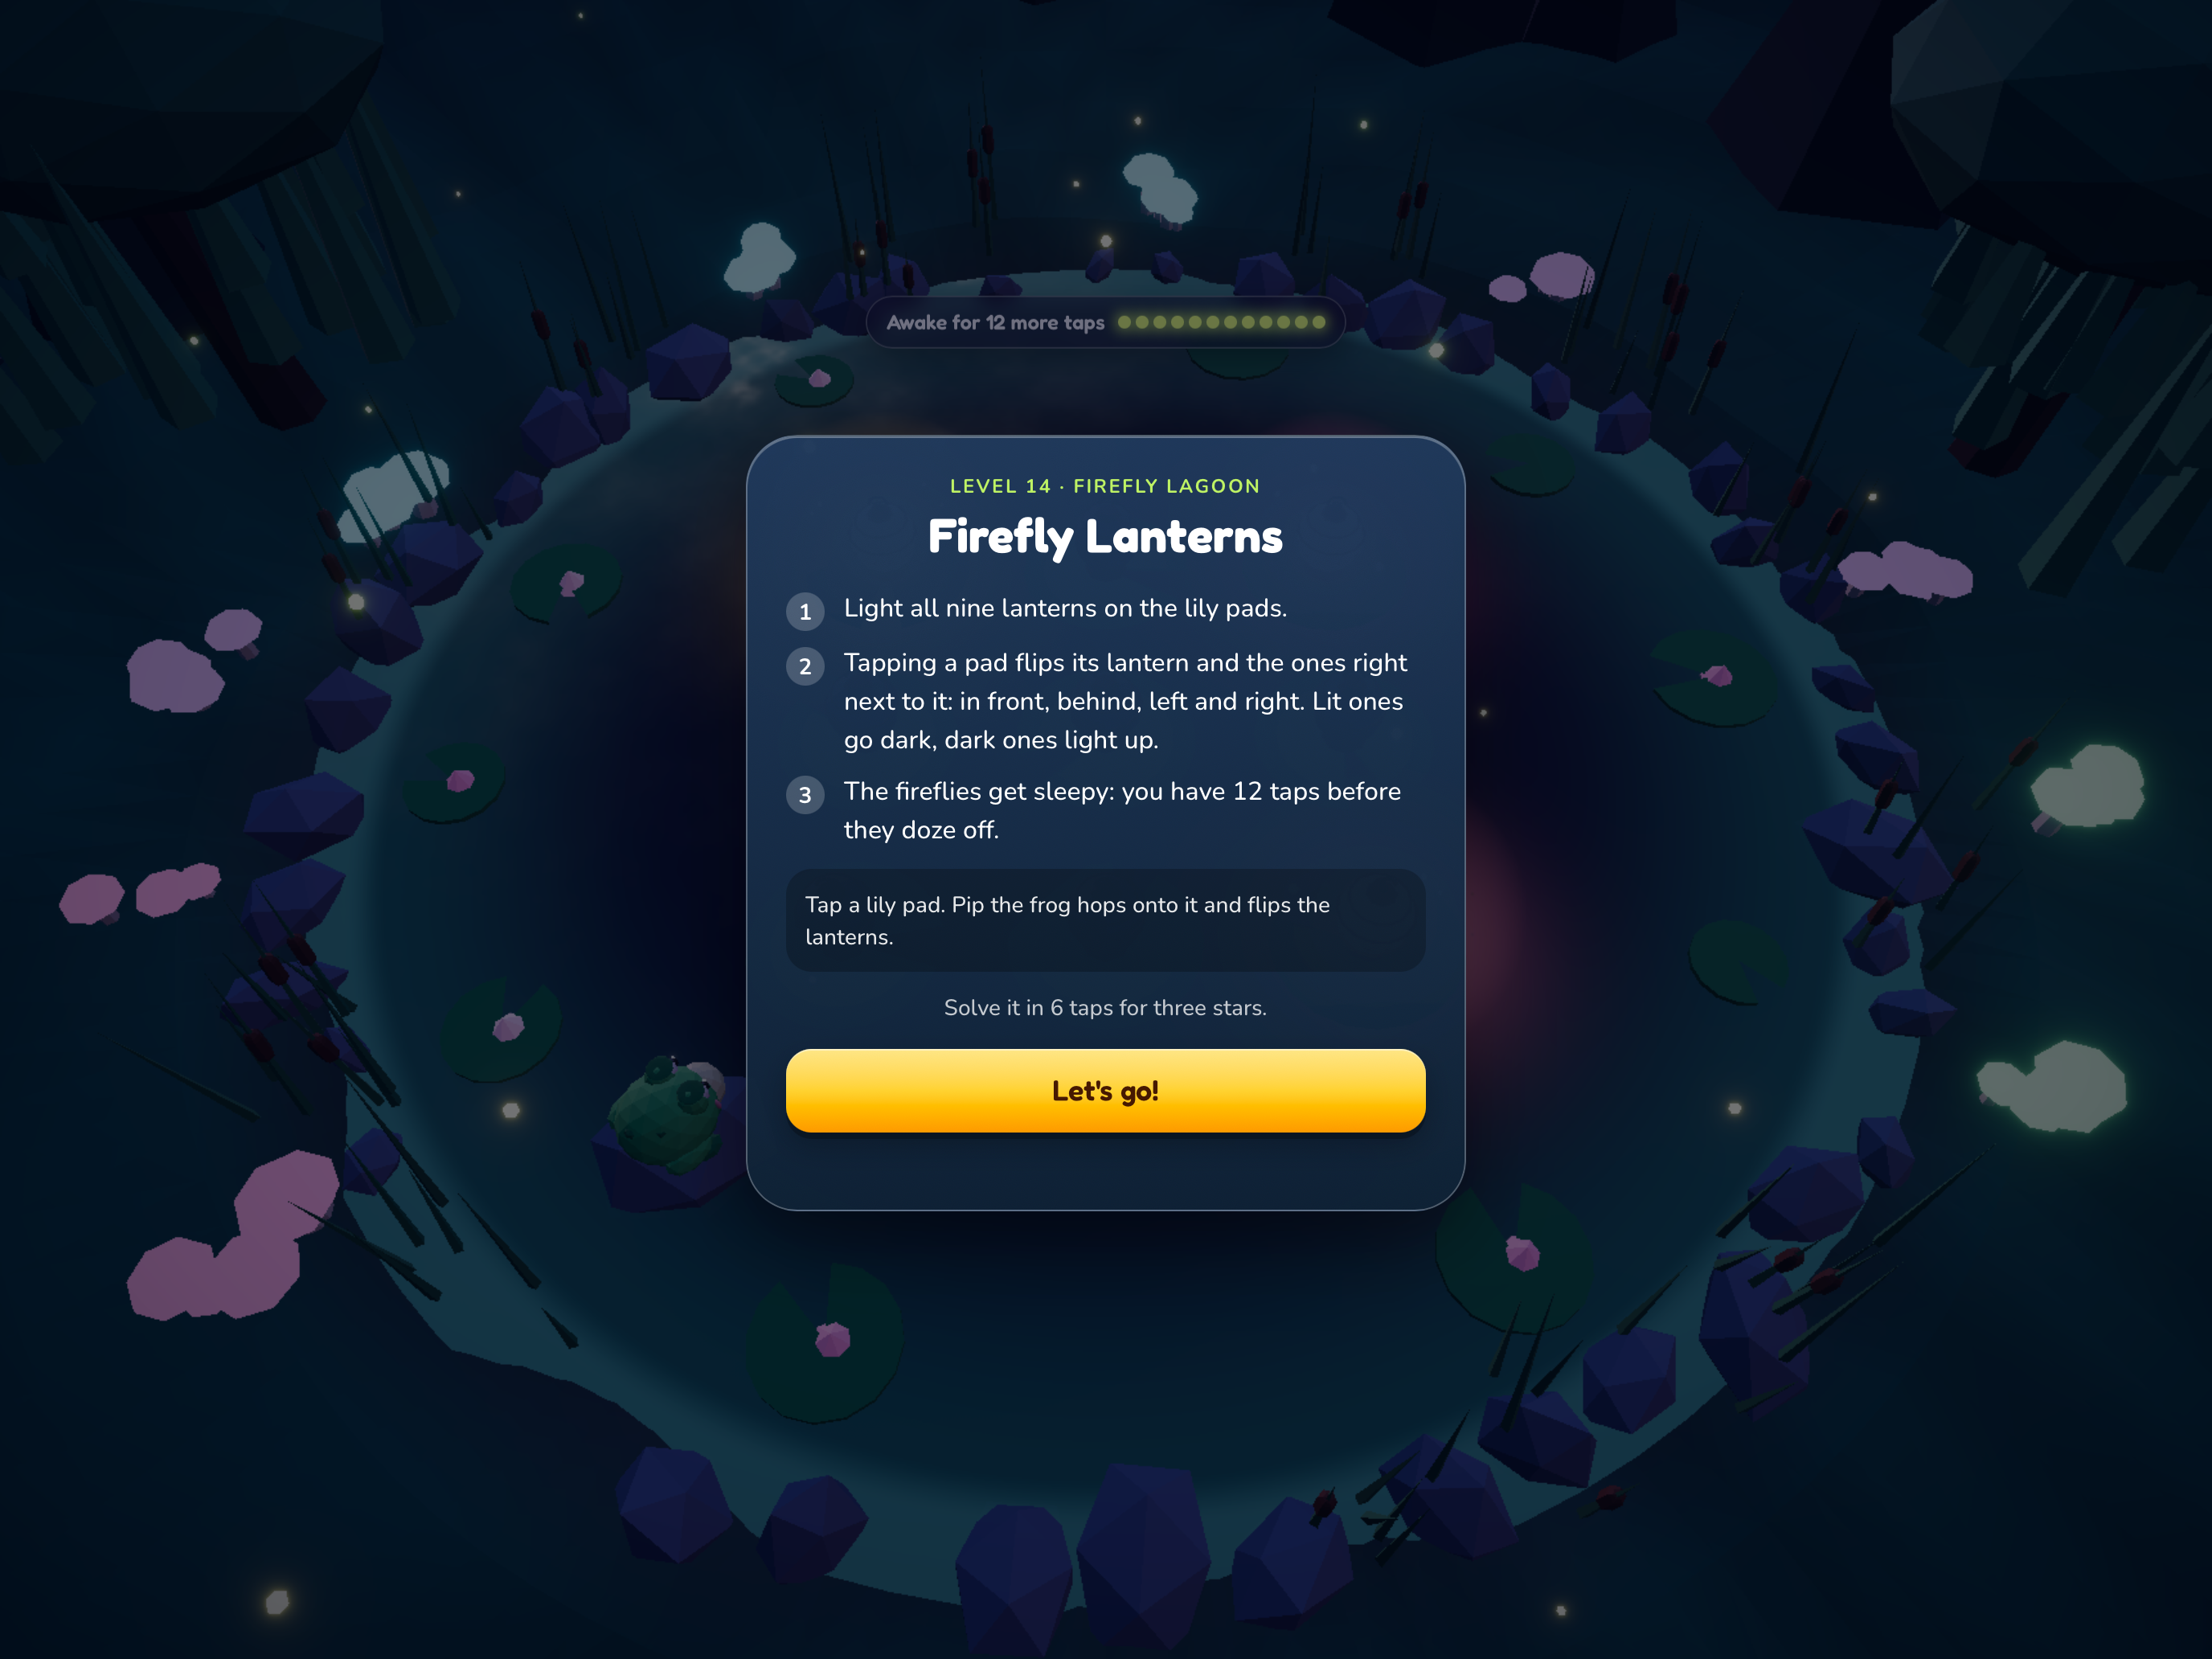 Awake for 12 more taps
LEVEL 14 · FIREFLY LAGOON
Firefly Lanterns
1 Light all nine lanterns on the lily pads.
2 Tapping a pad flips its lantern and the ones right
next to it: in front, behind, left and right. Lit ones
go dark, dark ones light up.
3 The fireflies get sleepy: you have 12 taps before
they doze off.
Tap a lily pad. Pip the frog hops onto it and flips the
lanterns.
Solve it in 6 taps for three stars.
Let's go!